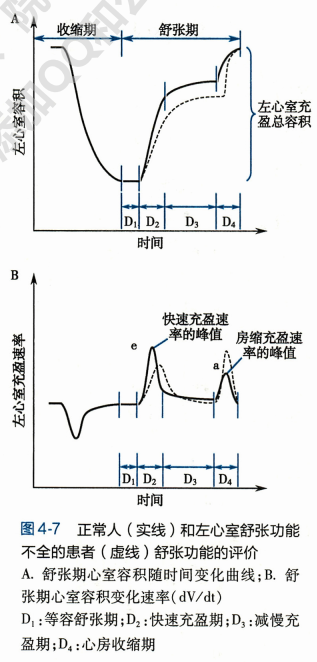 A
收缩期
舒张期
左心室容积
左心室充
盈总容积
D₁ D₂ D₃ D₄
时间
B
左心室充盈速率
e
快速充盈速
率的峰值
a
房缩充盈速
率的峰值
D₁ D₂ D₃ D₄
时间
图4-7 正常人(实线)和左心室舒张功能
不全的患者(虚线)舒张功能的评价
A. 舒张期心室容积随时间变化曲线;B. 舒
张期心室容积变化速率(dV/dt)
D₁:等容舒张期;D₂:快速充盈期;D₃:减慢充
盈期;D₄:心房收缩期